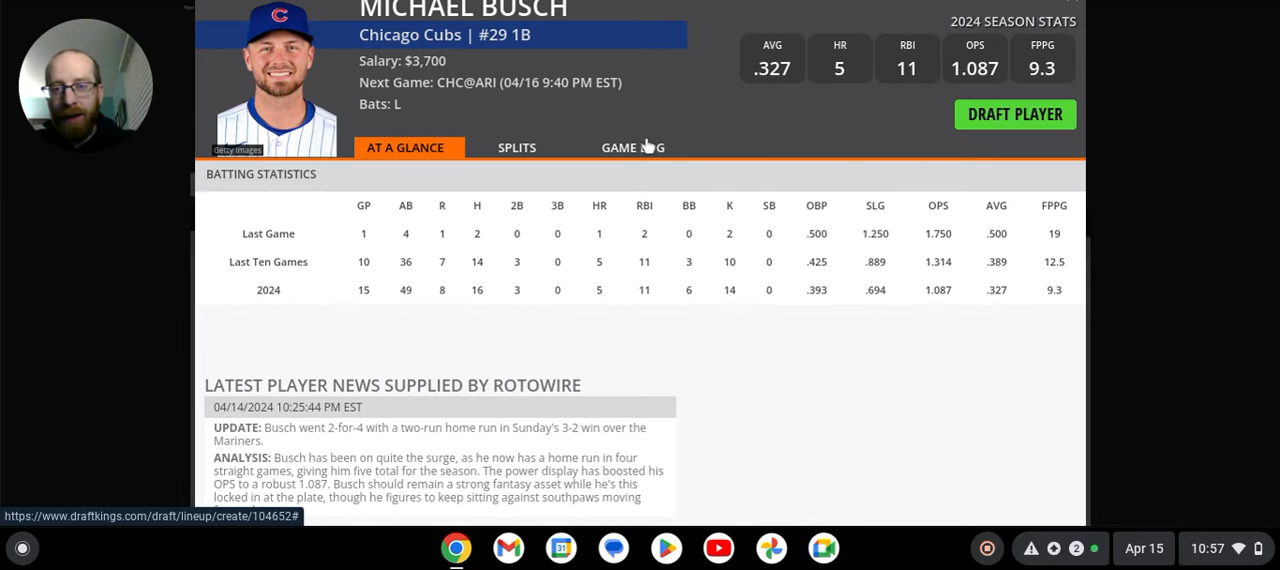 MICHAEL BUSCH
Chicago Cubs | #29 1B
Salary: $3,700
Next Game: CHC@ARI (04/16 9:40 PM EST)
Bats: L
Getty Images
2024 SEASON STATS
AVG HR RBI OPS FPPG
.327 5 11 1.087 9.3
DRAFT PLAYER
AT A GLANCE SPLITS GAME LOG
BATTING STATISTICS
GP AB R H 2B 3B HR RBI BB K SB OBP SLG OPS AVG FPPG
Last Game 1 4 1 2 0 0 1 2 0 2 0 .500 1.250 1.750 .500 19
Last Ten Games 10 36 7 14 3 0 5 11 3 10 0 .425 .889 1.314 .389 12.5
2024 15 49 8 16 3 0 5 11 6 14 0 .393 .694 1.087 .327 9.3
LATEST PLAYER NEWS SUPPLIED BY ROTOWIRE
04/14/2024 10:25:44 PM EST
UPDATE: Busch went 2-for-4 with a two-run home run in Sunday's 3-2 win over the
Mariners.
ANALYSIS: Busch has been on quite the surge, as he now has a home run in four
straight games, giving him five total for the season. The power display has boosted his
OPS to a robust 1.087. Busch should remain a strong fantasy asset while he's this
locked in at the plate, though he figures to keep sitting against southpaws moving
https://www.draftkings.com/draft/lineup/create/104652#
31
2
Apr 15
10:57